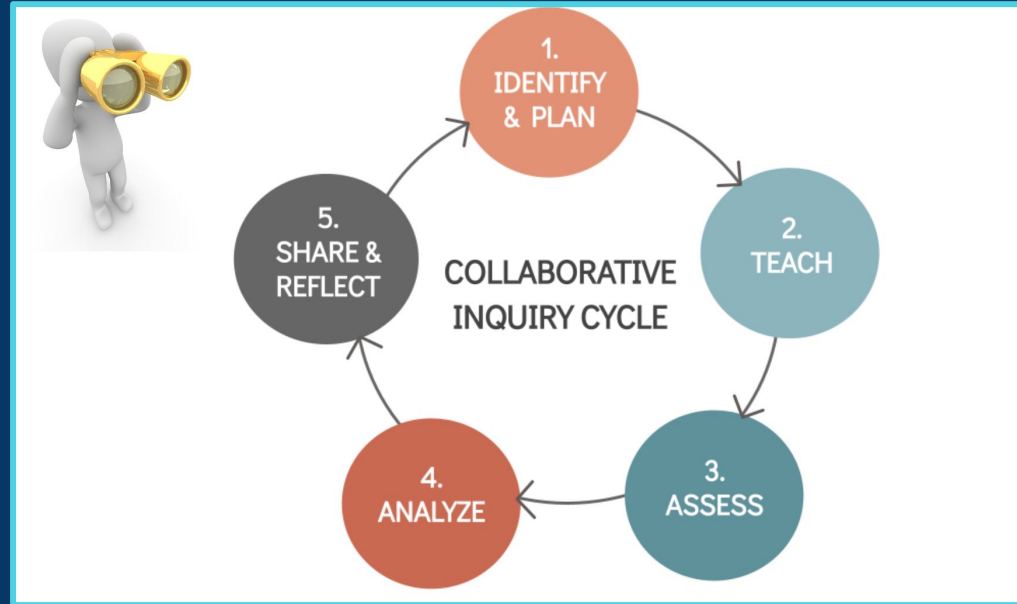 1.
IDENTIFY
& PLAN
2.
TEACH
3.
ASSESS
4.
ANALYZE
5.
SHARE &
REFLECT
COLLABORATIVE
INQUIRY CYCLE